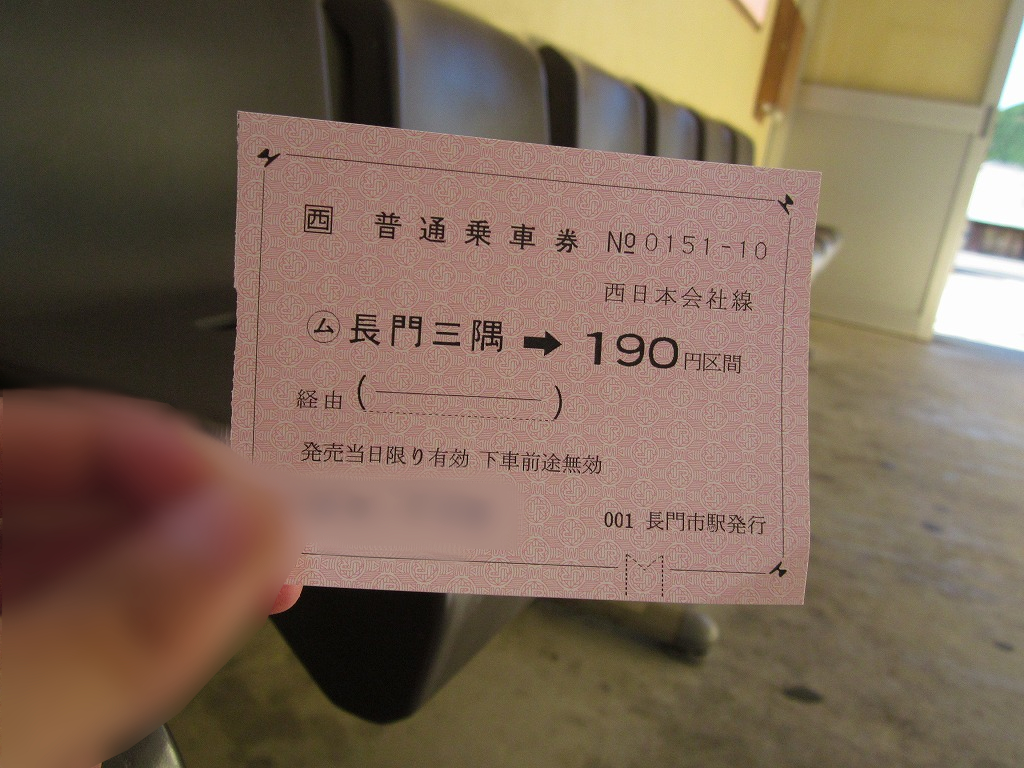 西 普通乗車券 №0151-10
西日本会社線
ム 長門三隅 ➡ 190円区間
経由 ( )
発売当日限り有効 下車前途無効
001 長門市駅発行